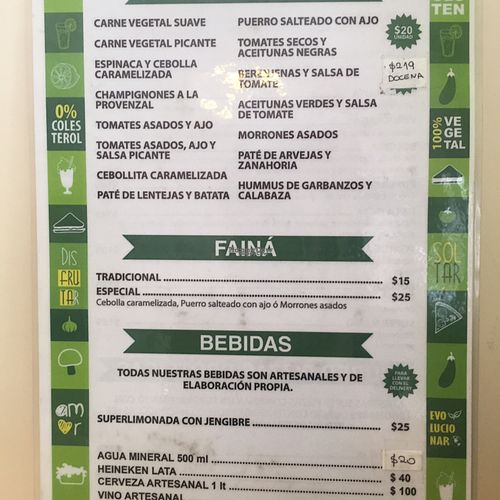 TEN
CARNE VEGETAL SUAVE
CARNE VEGETAL PICANTE
ESPINACA Y CEBOLLA
CARAMELIZADA
CHAMPIGNONES A LA
PROVENZAL
TOMATES ASADOS Y AJO
TOMATES ASADOS, AJO Y
SALSA PICANTE
CEBOLLITA CARAMELIZADA
PATÉ DE LENTEJAS Y BATATA
PUERRO SALTEADO CON AJO
TOMATES SECOS Y
ACEITUNAS NEGRAS
BERENJENAS Y SALSA DE
TOMATE
ACEITUNAS VERDES Y SALSA
DE TOMATE
MORRONES ASADOS
PATÉ DE ARVEJAS Y
ZANAHORIA
HUMMUS DE GARBANZOS Y
CALABAZA
$20
UNIDAD
$219
DOCENA
0%
COLES
TEROL
100%
VE
GE
TAL
DIS
FRU
TAR
SOL
TAR
FAINÁ
TRADICIONAL $15
ESPECIAL $25
Cebolla caramelizada, Puerro salteado con ajo ó Morrones asados
BEBIDAS
TODAS NUESTRAS BEBIDAS SON ARTESANALES Y DE
ELABORACIÓN PROPIA.
PARA
LLEVAR
CON EL
DELIVERY
SUPERLIMONADA CON JENGIBRE $25
AGUA MINERAL 500 ml $20
HEINEKEN LATA $ 40
CERVEZA ARTESANAL 1 lt $ 100
VINO ARTESANAL
am
r
EVO
LUCIO
NAR